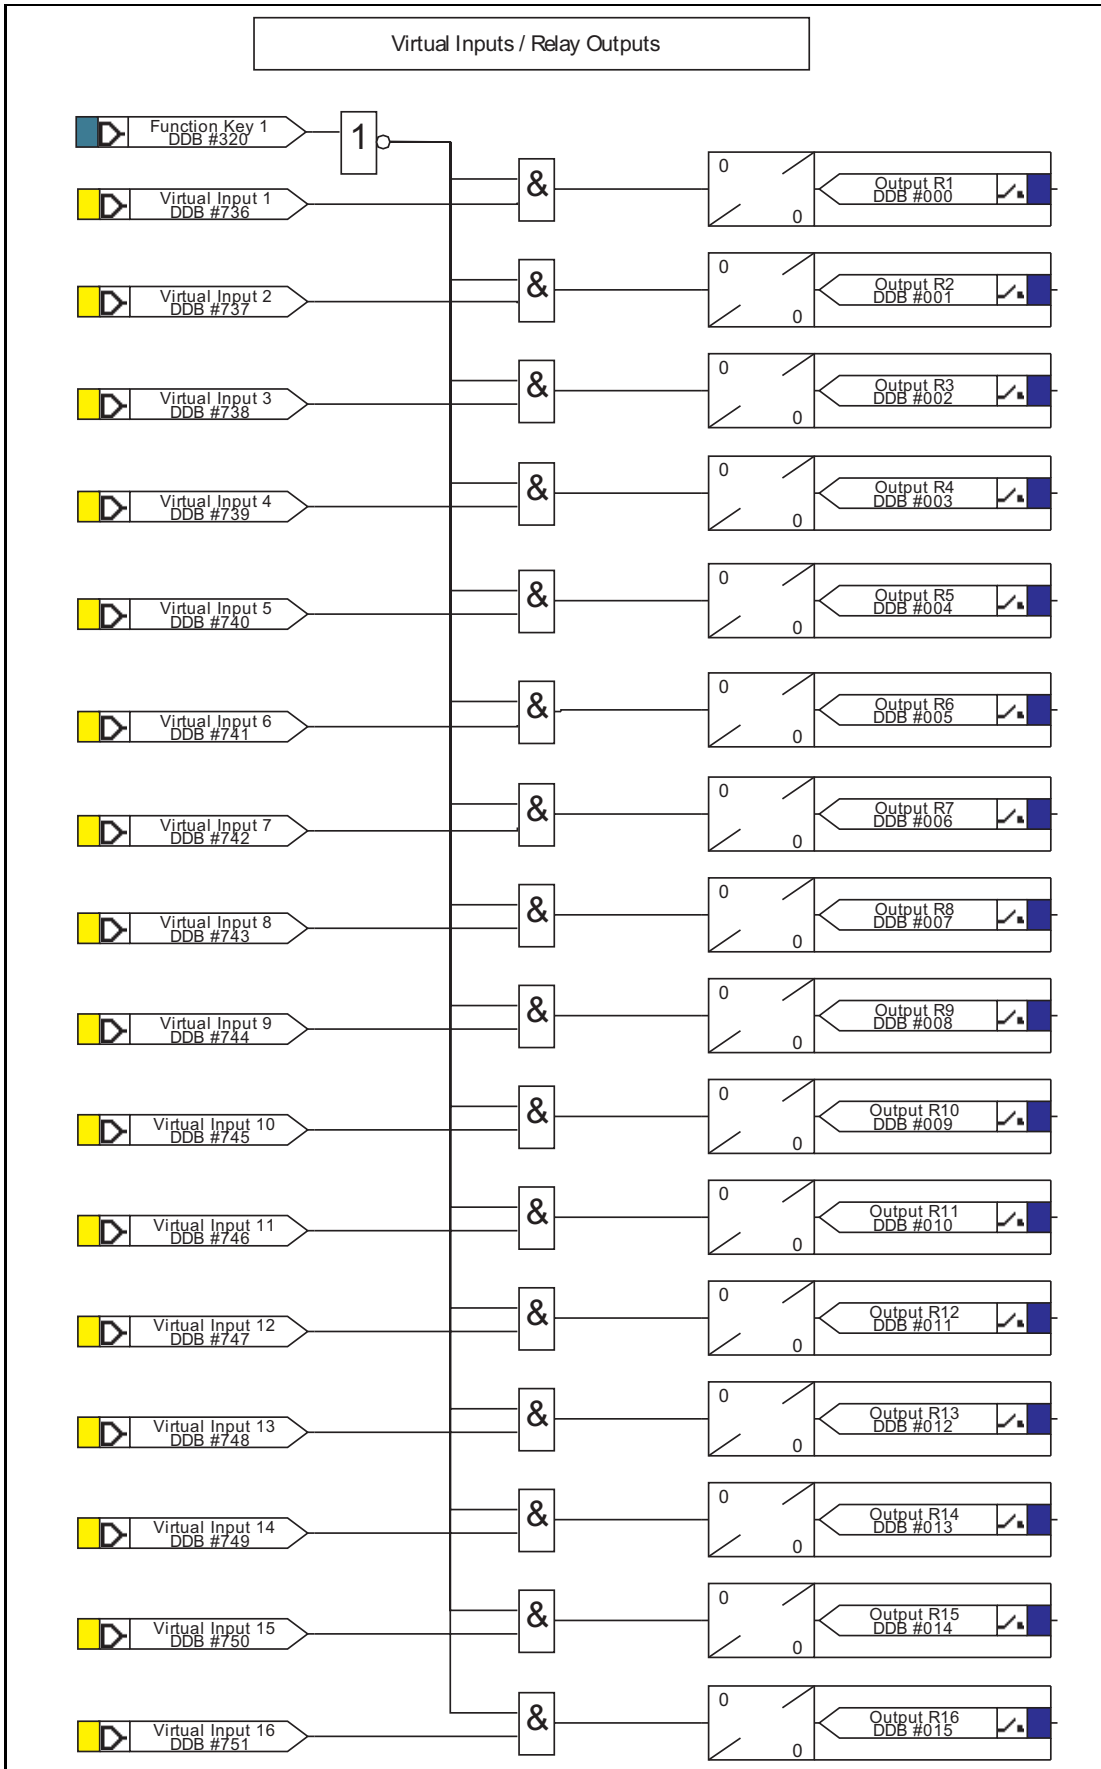 Virtual Inputs / Relay Outputs
Function Key 1
DDB #320
1
Virtual Input 1
DDB #736
&
0
0
Output R1
DDB #000
Virtual Input 2
DDB #737
&
0
0
Output R2
DDB #001
Virtual Input 3
DDB #738
&
0
0
Output R3
DDB #002
Virtual Input 4
DDB #739
&
0
0
Output R4
DDB #003
Virtual Input 5
DDB #740
&
0
0
Output R5
DDB #004
Virtual Input 6
DDB #741
&
0
0
Output R6
DDB #005
Virtual Input 7
DDB #742
&
0
0
Output R7
DDB #006
Virtual Input 8
DDB #743
&
0
0
Output R8
DDB #007
Virtual Input 9
DDB #744
&
0
0
Output R9
DDB #008
Virtual Input 10
DDB #745
&
0
0
Output R10
DDB #009
Virtual Input 11
DDB #746
&
0
0
Output R11
DDB #010
Virtual Input 12
DDB #747
&
0
0
Output R12
DDB #011
Virtual Input 13
DDB #748
&
0
0
Output R13
DDB #012
Virtual Input 14
DDB #749
&
0
0
Output R14
DDB #013
Virtual Input 15
DDB #750
&
0
0
Output R15
DDB #014
Virtual Input 16
DDB #751
&
0
0
Output R16
DDB #015